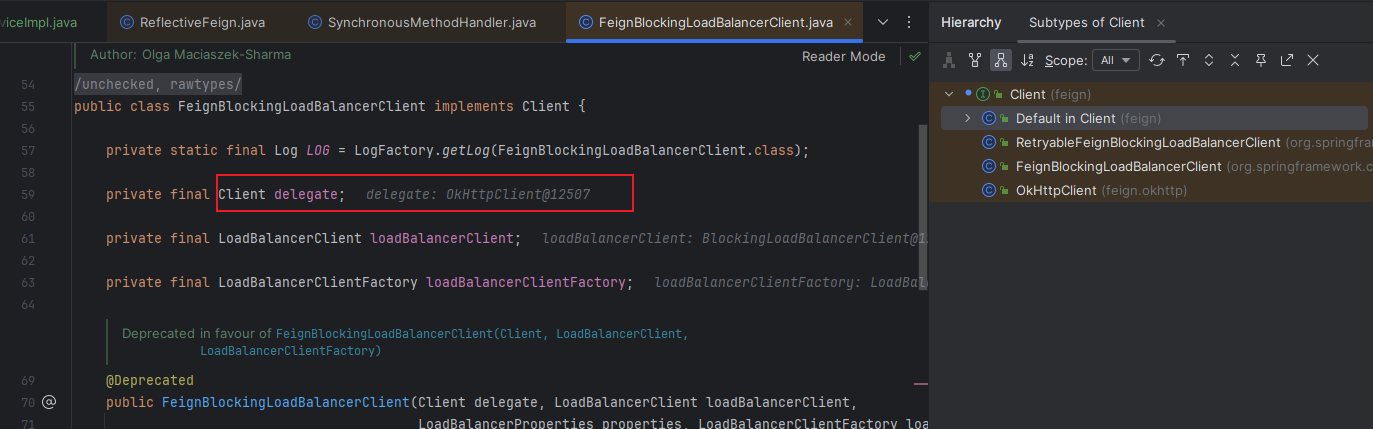 viceImpl.java ReflectiveFeign.java SynchronousMethodHandler.java FeignBlockingLoadBalancerClient.java
Author: Olga Maciaszek-Sharma
Reader Mode
54 /unchecked, rawtypes/
55 public class FeignBlockingLoadBalancerClient implements Client {
56
57 private static final Log LOG = LogFactory.getLog(FeignBlockingLoadBalancerClient.class);
58
59 private final Client delegate; delegate: OkHttpClient@12507
60
61 private final LoadBalancerClient loadBalancerClient; loadBalancerClient: BlockingLoadBalancerClient@1
62
63 private final LoadBalancerClientFactory loadBalancerClientFactory; loadBalancerClientFactory: LoadBal
64
Deprecated in favour of FeignBlockingLoadBalancerClient(Client, LoadBalancerClient,
LoadBalancerClientFactory)
69 @Deprecated
70 public FeignBlockingLoadBalancerClient(Client delegate, LoadBalancerClient loadBalancerClient,
71 LoadBalancerProperties properties, LoadBalancerClientFactory loa
Hierarchy Subtypes of Client
Scope: All
Client (feign)
Default in Client (feign)
RetryableFeignBlockingLoadBalancerClient (org.springfram
FeignBlockingLoadBalancerClient (org.springframework.c
OkHttpClient (feign.okhttp)